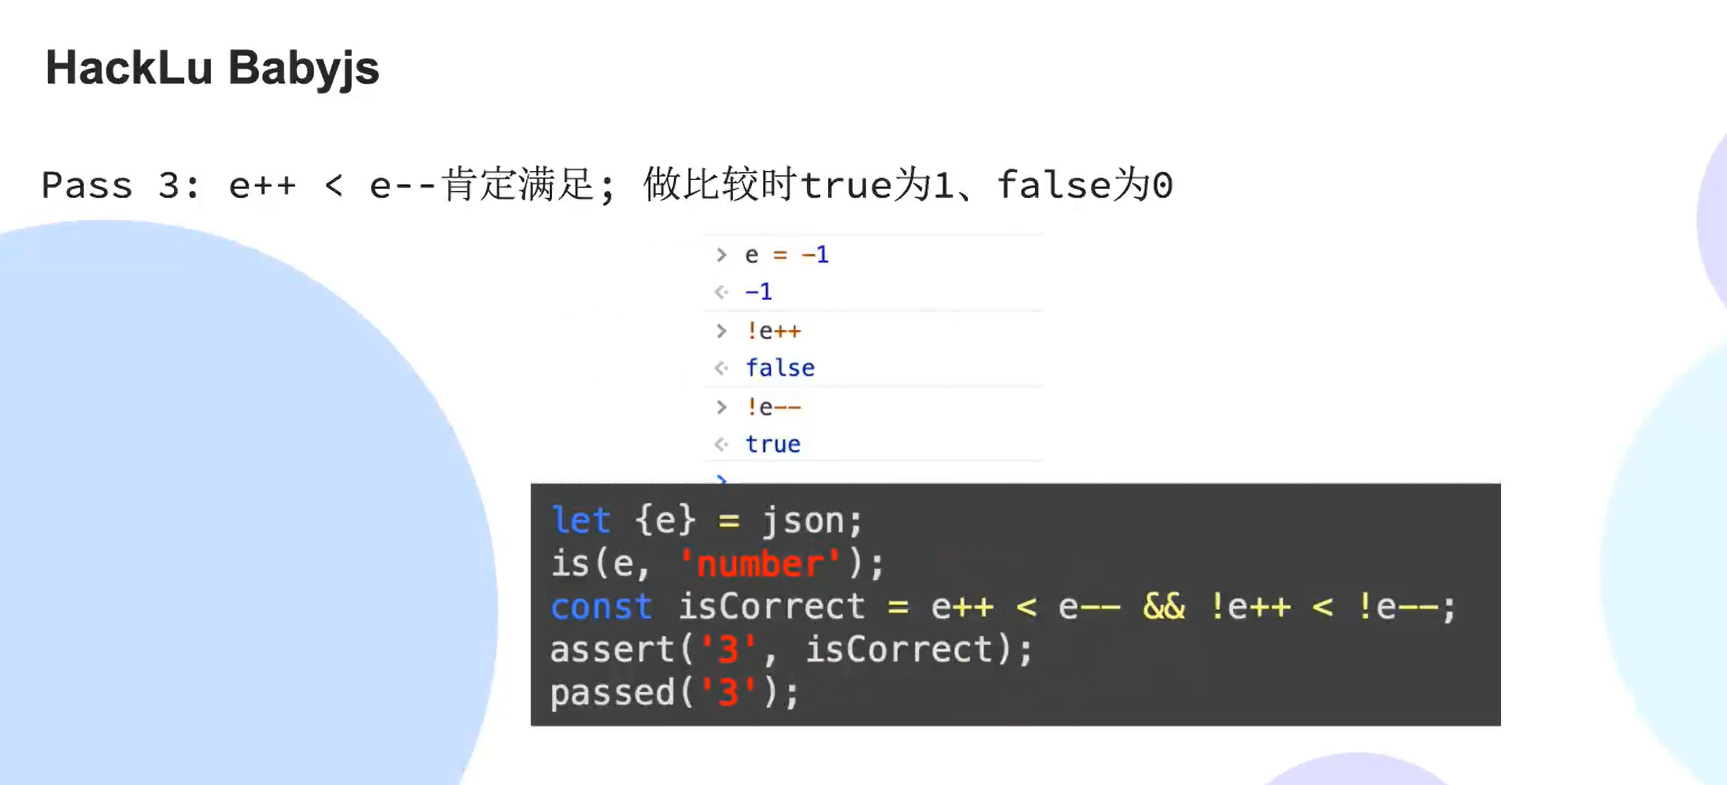 HackLu Babyjs
Pass 3: e++ < e--肯定满足; 做比较时true为1、false为0
> e = -1
<· -1
> !e++
<· false
> !e--
<· true
>
let {e} = json;
is(e, 'number');
const isCorrect = e++ < e-- && !e++ < !e--;
assert('3', isCorrect);
passed('3');